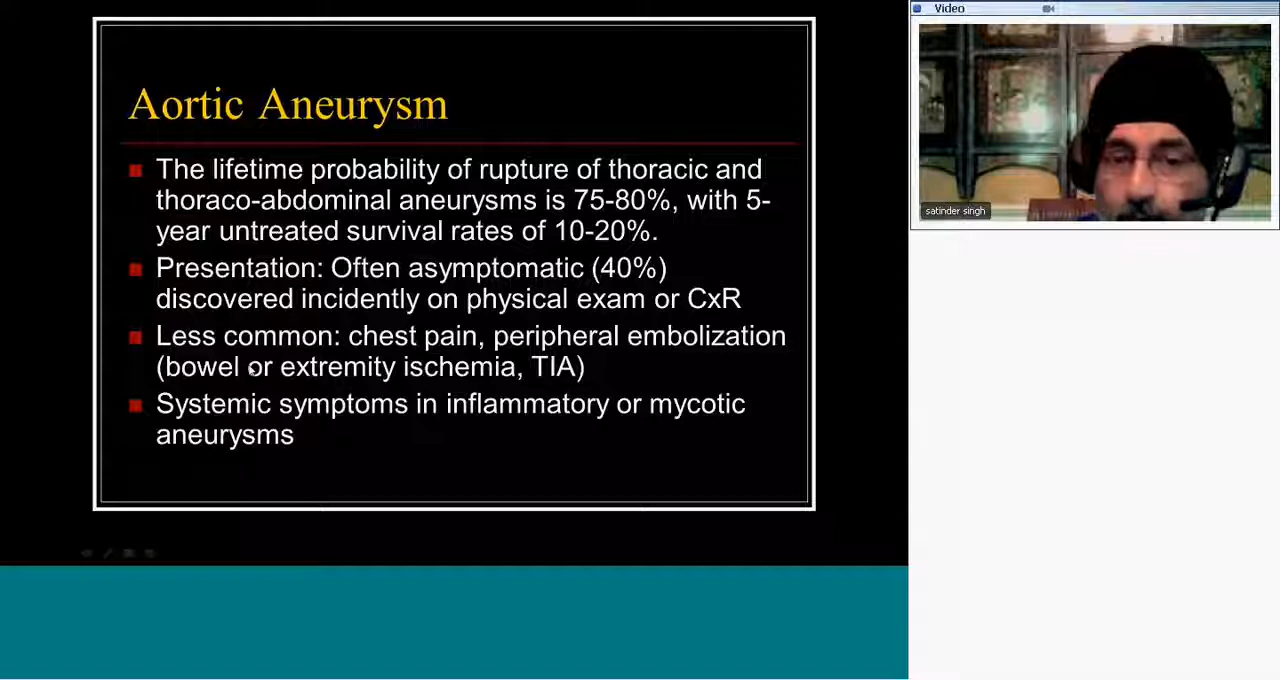 Aortic Aneurysm
The lifetime probability of rupture of thoracic and
thoraco-abdominal aneurysms is 75-80%, with 5-
year untreated survival rates of 10-20%.
Presentation: Often asymptomatic (40%)
discovered incidently on physical exam or CxR
Less common: chest pain, peripheral embolization
(bowel or extremity ischemia, TIA)
Systemic symptoms in inflammatory or mycotic
aneurysms
Video
satinder singh